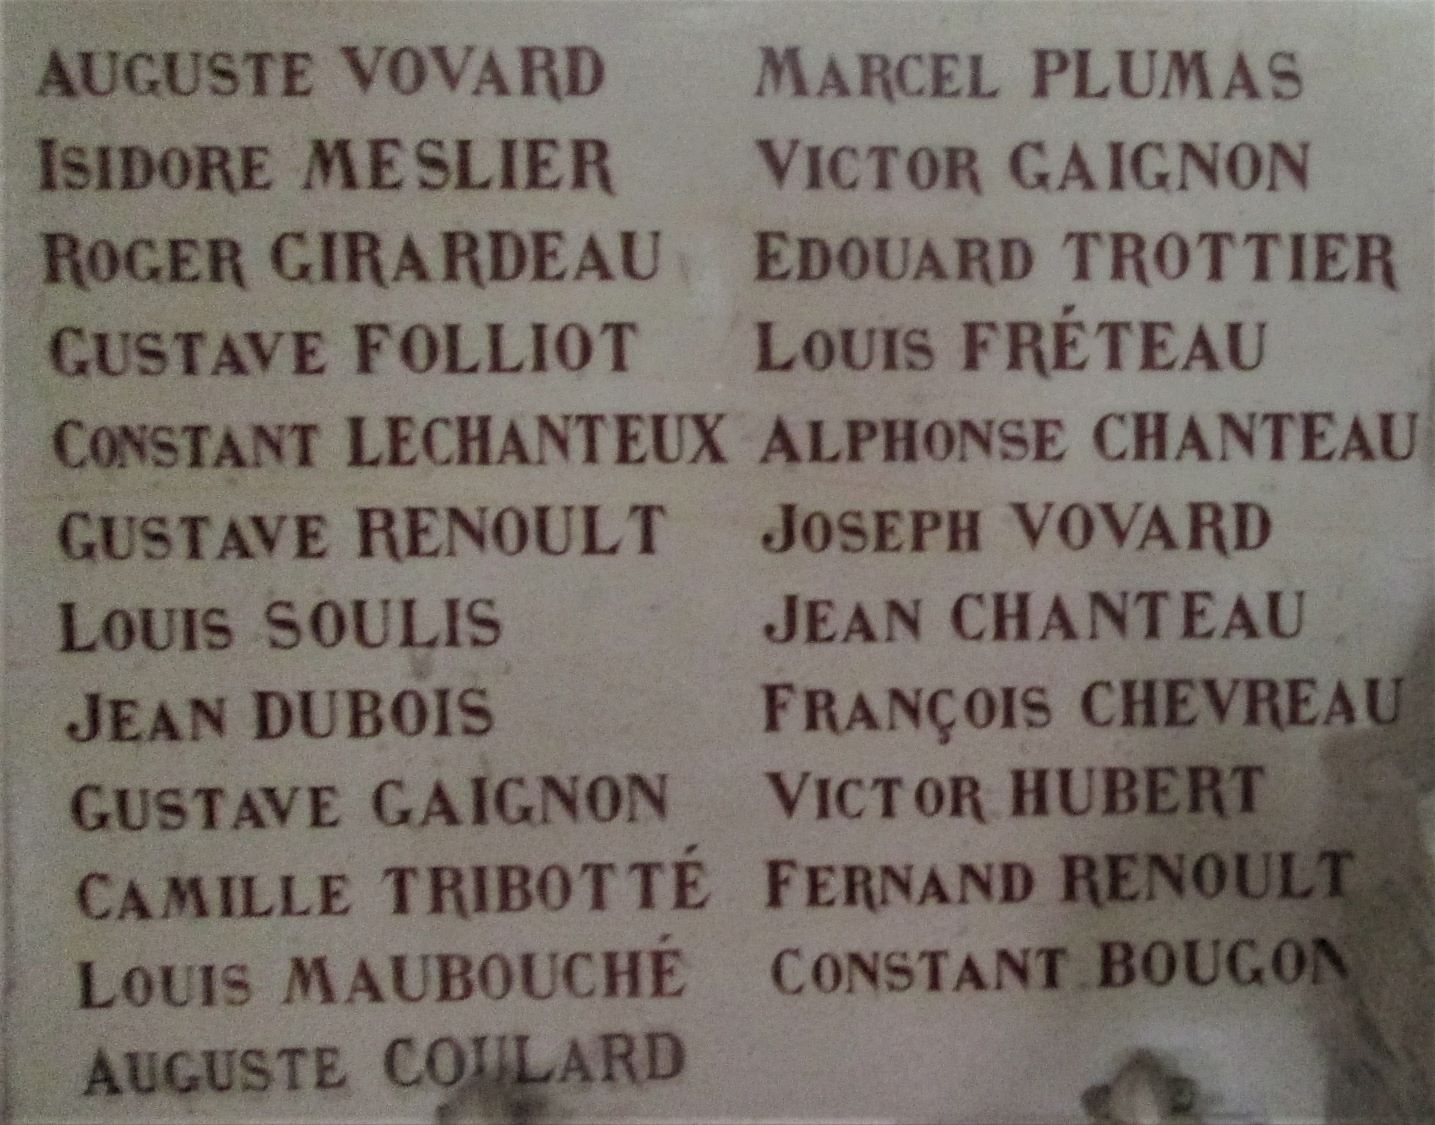 AUGUSTE VOVARD
ISIDORE MESLIER
ROGER GIRARDEAU
GUSTAVE FOLLIOT
CONSTANT LECHANTEUX
GUSTAVE RENOULT
LOUIS SOULIS
JEAN DUBOIS
GUSTAVE GAIGNON
CAMILLE TRIBOTTÉ
LOUIS MAUBOUCHÉ
AUGUSTE COULARD
MARCEL PLUMAS
VICTOR GAIGNON
EDOUARD TROTTIER
LOUIS FRÉTEAU
ALPHONSE CHANTEAU
JOSEPH VOVARD
JEAN CHANTEAU
FRANÇOIS CHEVREAU
VICTOR HUBERT
FERNAND RENOULT
CONSTANT BOUGON